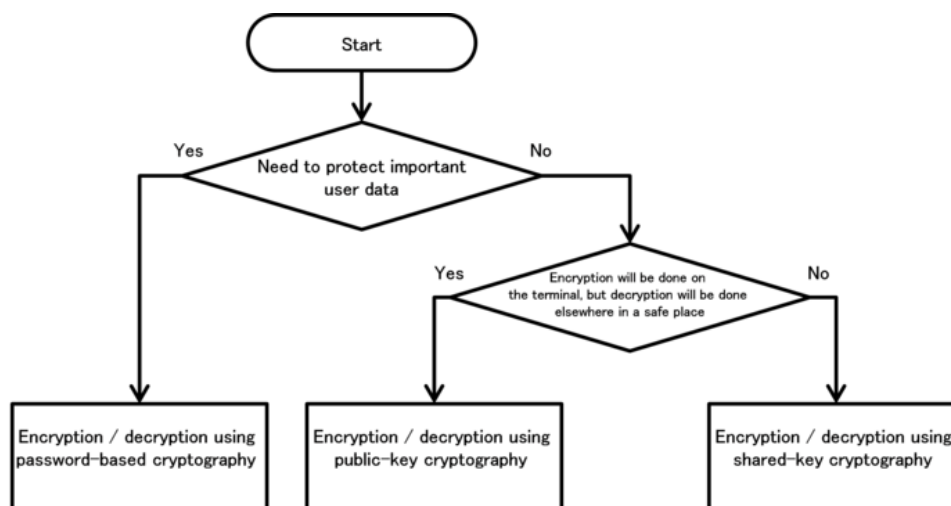 Start
Yes
Need to protect important
user data
No
Yes
Encryption will be done on
the terminal, but decryption will be done
elsewhere in a safe place
No
Encryption / decryption using
password-based cryptography
Encryption / decryption using
public-key cryptography
Encryption / decryption using
shared-key cryptography